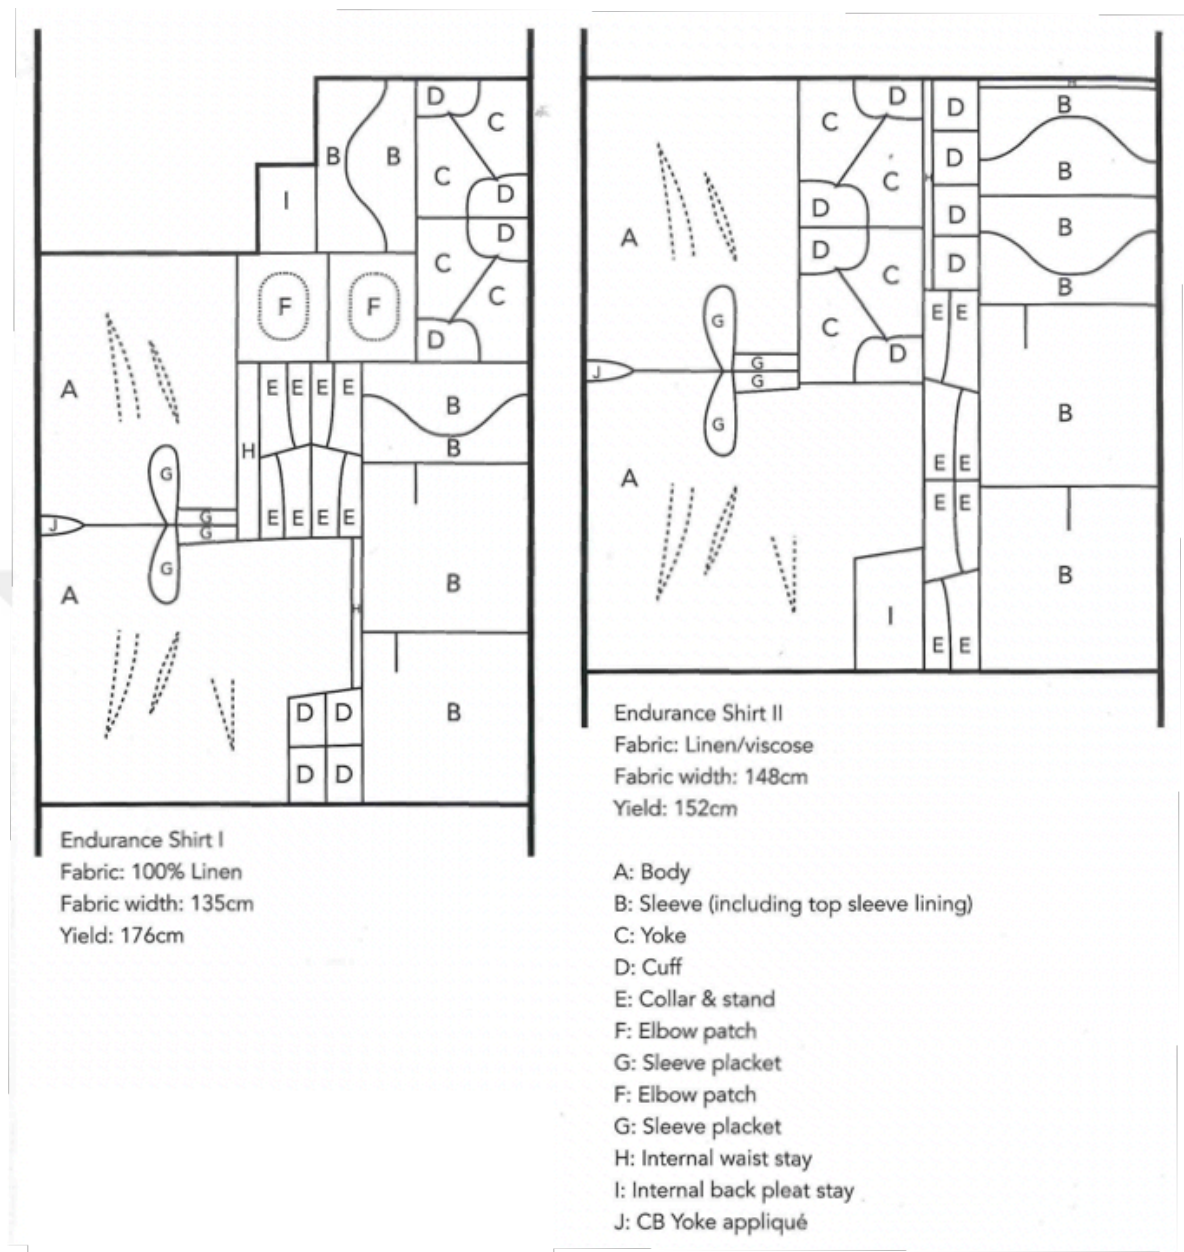 D
C
B
B
C
D
I
D
C
F
F
C
D
A
E E E E
B
B
H
G
G
G
J
E E E E
G
A
B
H
D D
B
D D
D
C
C
D
D
C
C
D
H
D
D
D
D
H
B
B
B
B
A
G
G
G
J
G
A
E E
E E
E E
E E
I
B
B
Endurance Shirt I
Fabric: 100% Linen
Fabric width: 135cm
Yield: 176cm
Endurance Shirt II
Fabric: Linen/viscose
Fabric width: 148cm
Yield: 152cm
A: Body
B: Sleeve (including top sleeve lining)
C: Yoke
D: Cuff
E: Collar & stand
F: Elbow patch
G: Sleeve placket
F: Elbow patch
G: Sleeve placket
H: Internal waist stay
I: Internal back pleat stay
J: CB Yoke appliqué